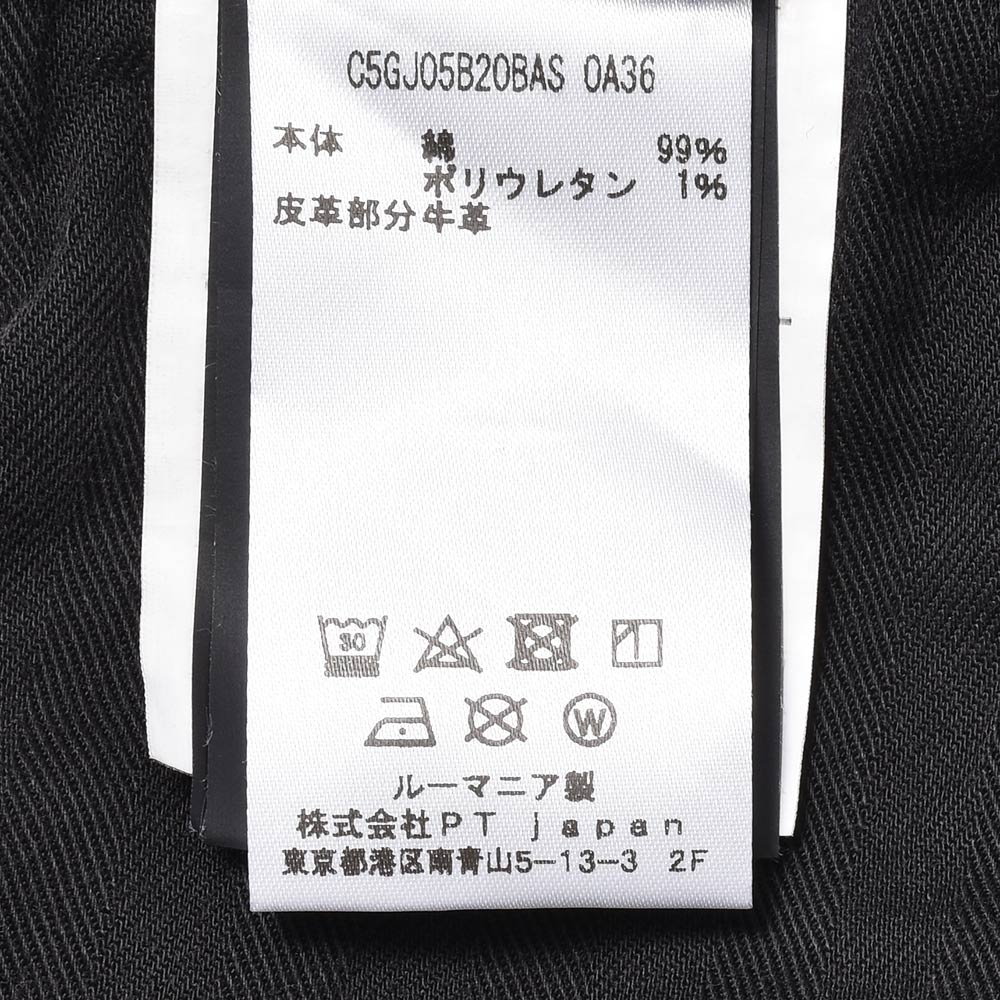 C5GJ05B20BAS 0A36
本体 綿 99%
ポリウレタン 1%
皮革部分牛革
30
W
ルーマニア製
株式会社PT japan
東京都港区南青山5-13-3 2F